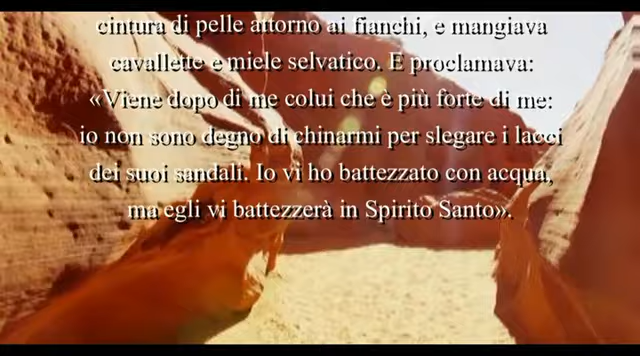 cintura di pelle attorno ai fianchi, e mangiava
cavallette e miele selvatico. E proclamava:
«Viene dopo di me colui che è più forte di me:
io non sono degno di chinarmi per slegare i lacci
dei suoi sandali. Io vi ho battezzato con acqua,
ma egli vi battezzerà in Spirito Santo».